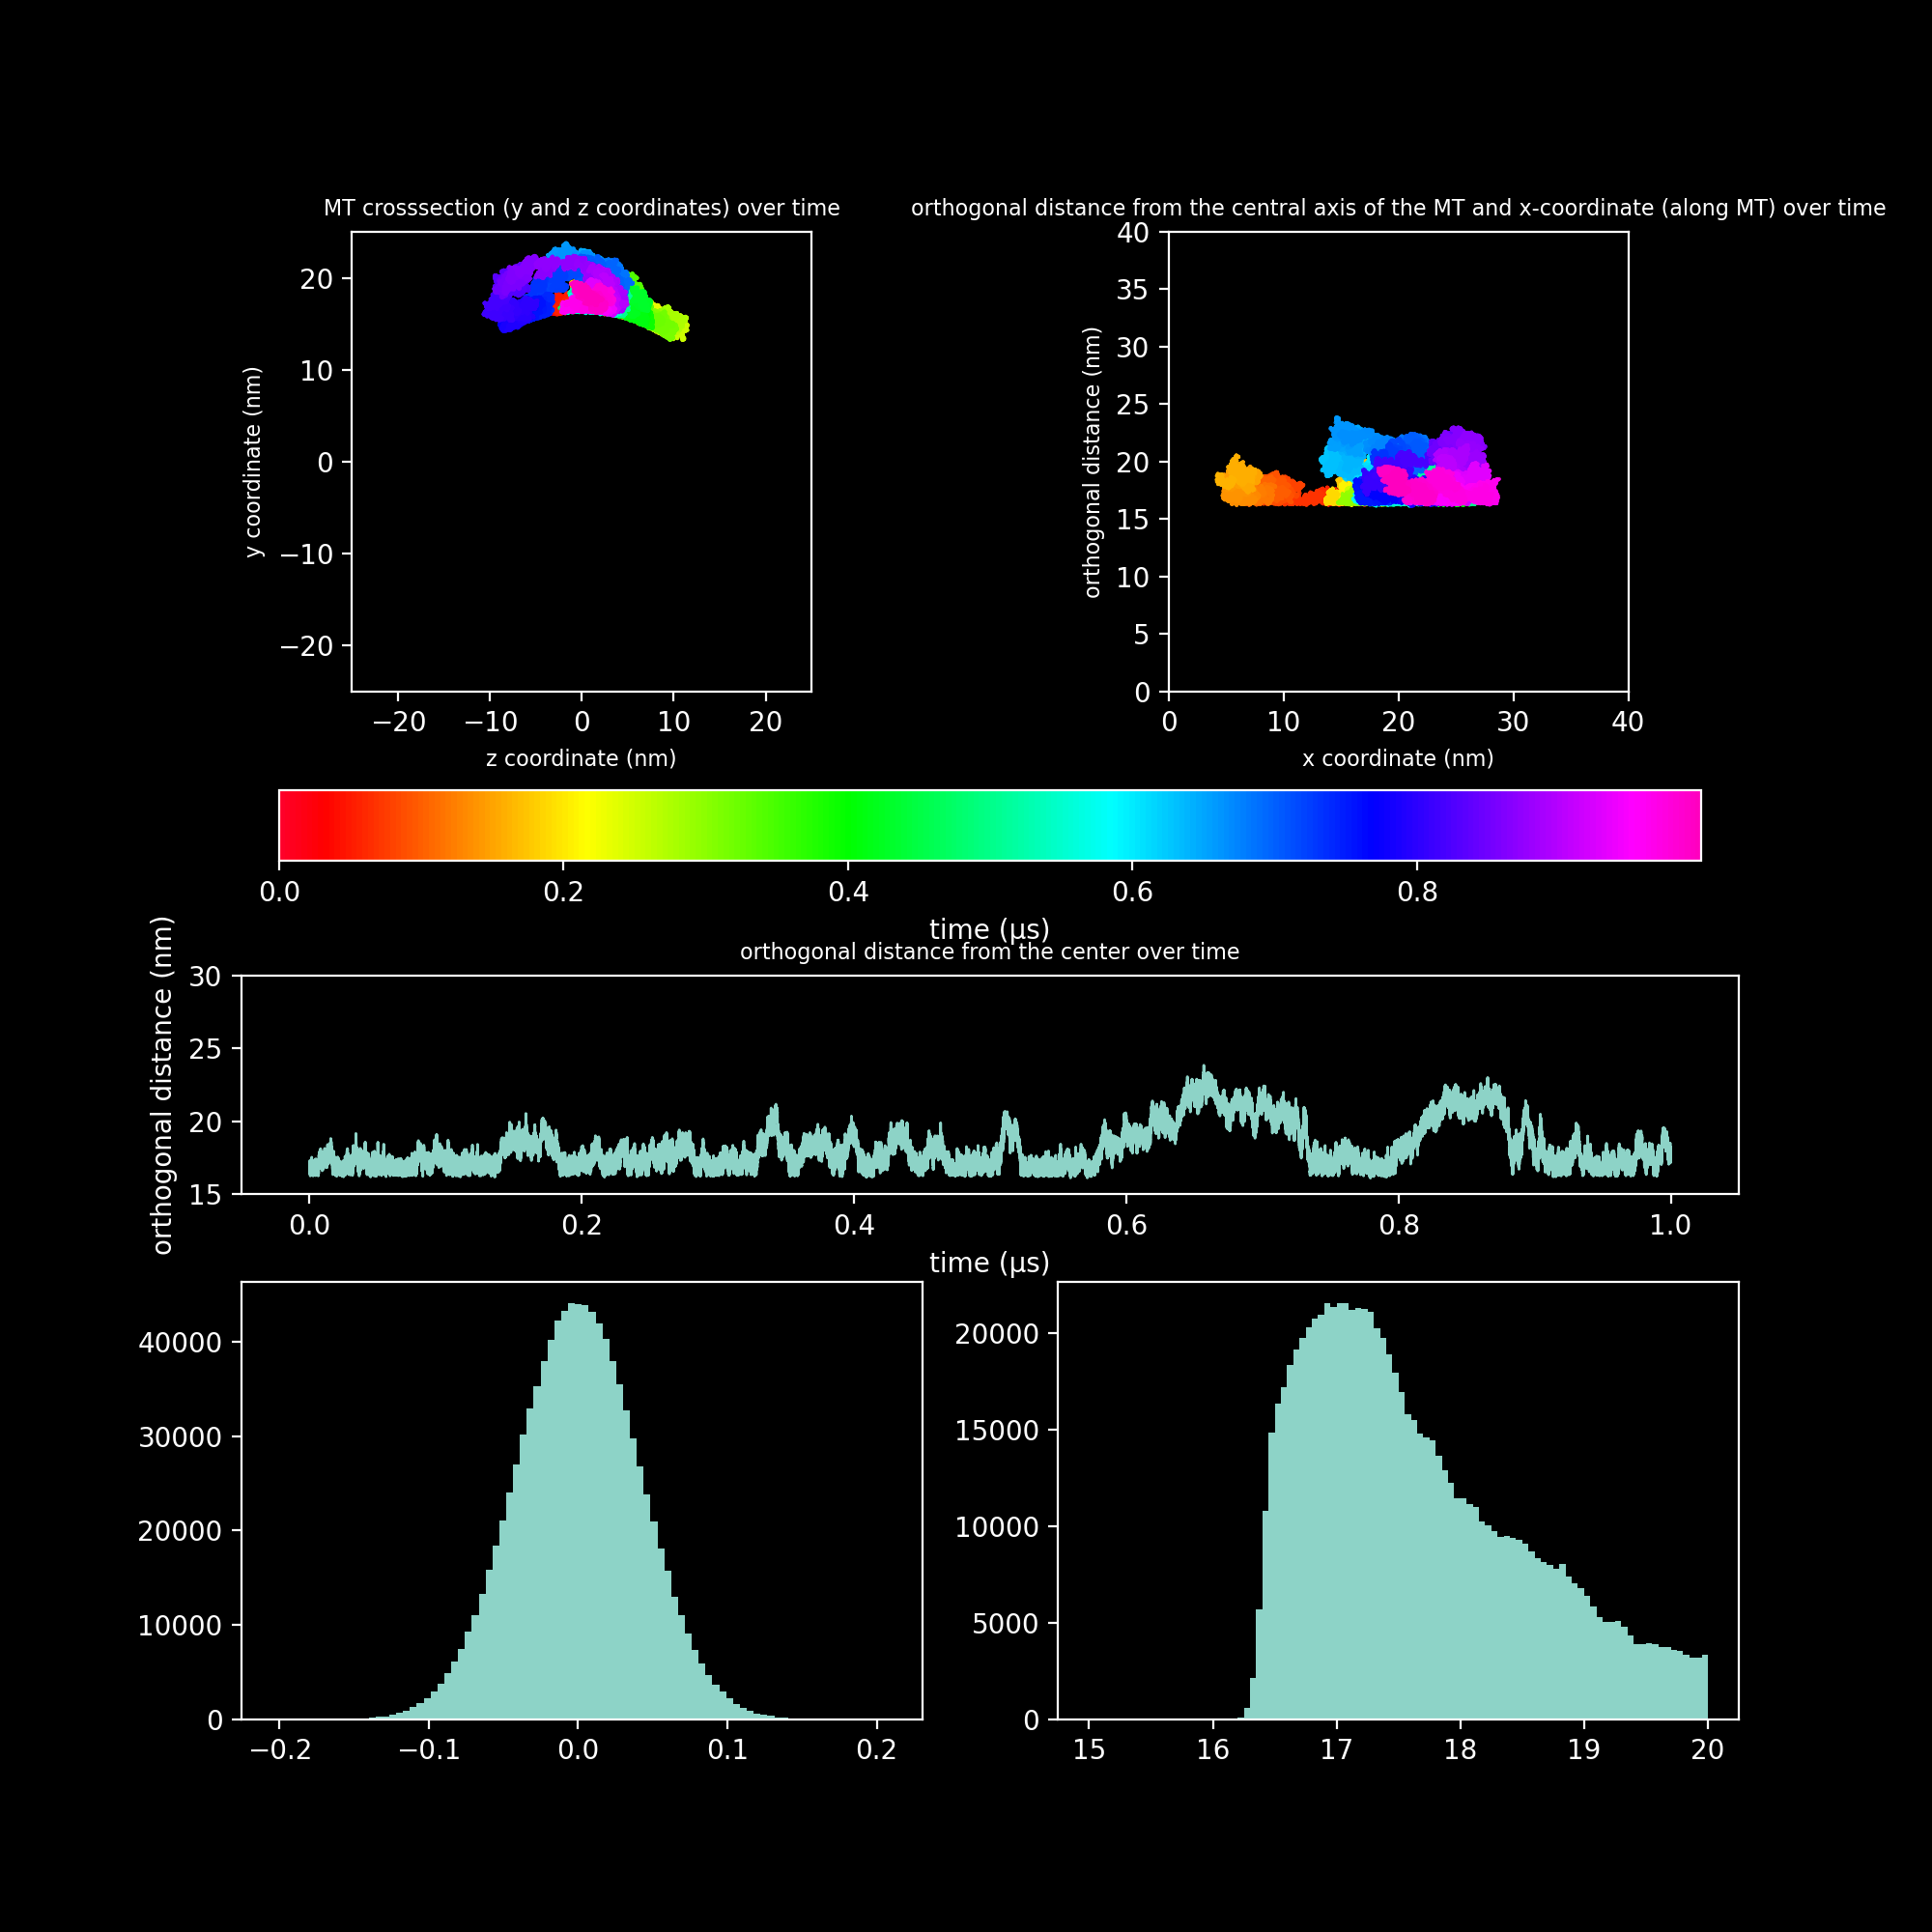 MT crosssection (y and z coordinates) over time
orthogonal distance from the central axis of the MT and x-coordinate (along MT) over time
y coordinate (nm)
20
10
0
−10
−20
−20 −10 0 10 20
z coordinate (nm)
orthogonal distance (nm)
40
35
30
25
20
15
10
5
0
0 10 20 30 40
x coordinate (nm)
0.0 0.2 0.4 0.6 0.8
time (µs)
orthogonal distance from the center over time
orthogonal distance (nm)
30
25
20
15
0.0 0.2 0.4 0.6 0.8 1.0
time (µs)
40000
30000
20000
10000
0
−0.2 −0.1 0.0 0.1 0.2
20000
15000
10000
5000
0
15 16 17 18 19 20